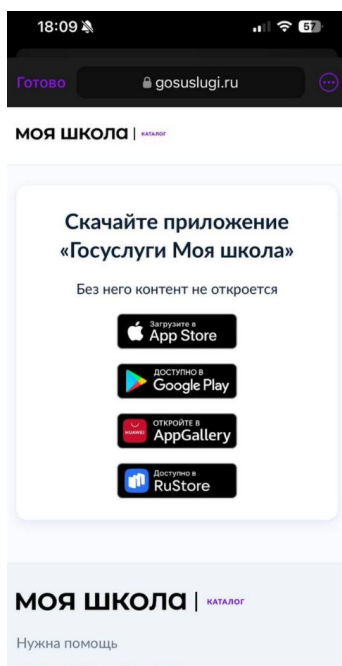 18:09
57
Готово
gosuslugi.ru
МОЯ ШКОЛА | КАТАЛОГ
Скачайте приложение
«Госуслуги Моя школа»
Без него контент не откроется
Загрузите в
App Store
ДОСТУПНО В
Google Play
HUAWEI
ОТКРОЙТЕ В
AppGallery
Доступно в
RuStore
МОЯ ШКОЛА | КАТАЛОГ
Нужна помощь